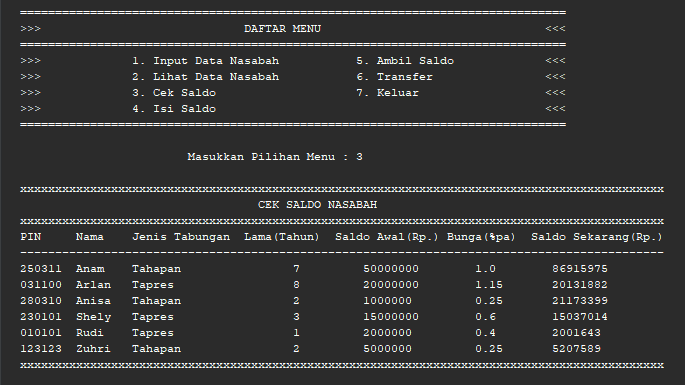 ==============================================================================
>>>                             DAFTAR MENU                                <<<
==============================================================================
>>>             1. Input Data Nasabah           5. Ambil Saldo             <<<
>>>             2. Lihat Data Nasabah           6. Transfer                <<<
>>>             3. Cek Saldo                    7. Keluar                  <<<
>>>             4. Isi Saldo                                               <<<
==============================================================================
Masukkan Pilihan Menu : 3
xxxxxxxxxxxxxxxxxxxxxxxxxxxxxxxxxxxxxxxxxxxxxxxxxxxxxxxxxxxxxxxxxxxxxxxxxxxxxxxxxxxxxxxxxxxx
CEK SALDO NASABAH
xxxxxxxxxxxxxxxxxxxxxxxxxxxxxxxxxxxxxxxxxxxxxxxxxxxxxxxxxxxxxxxxxxxxxxxxxxxxxxxxxxxxxxxxxxxx
PIN     Nama    Jenis Tabungan  Lama(Tahun)  Saldo Awal(Rp.) Bunga(%pa)  Saldo Sekarang(Rp.)
--------------------------------------------------------------------------------------------
250311  Anam    Tahapan                7         50000000        1.0        86915975
031100  Arlan   Tapres                 8         20000000        1.15       20131882
280310  Anisa   Tahapan                2         1000000         0.25       21173399
230101  Shely   Tapres                 3         15000000        0.6        15037014
010101  Rudi    Tapres                 1         2000000         0.4        2001643
123123  Zuhri   Tahapan                2         5000000         0.25       5207589
xxxxxxxxxxxxxxxxxxxxxxxxxxxxxxxxxxxxxxxxxxxxxxxxxxxxxxxxxxxxxxxxxxxxxxxxxxxxxxxxxxxxxxxxxxxx